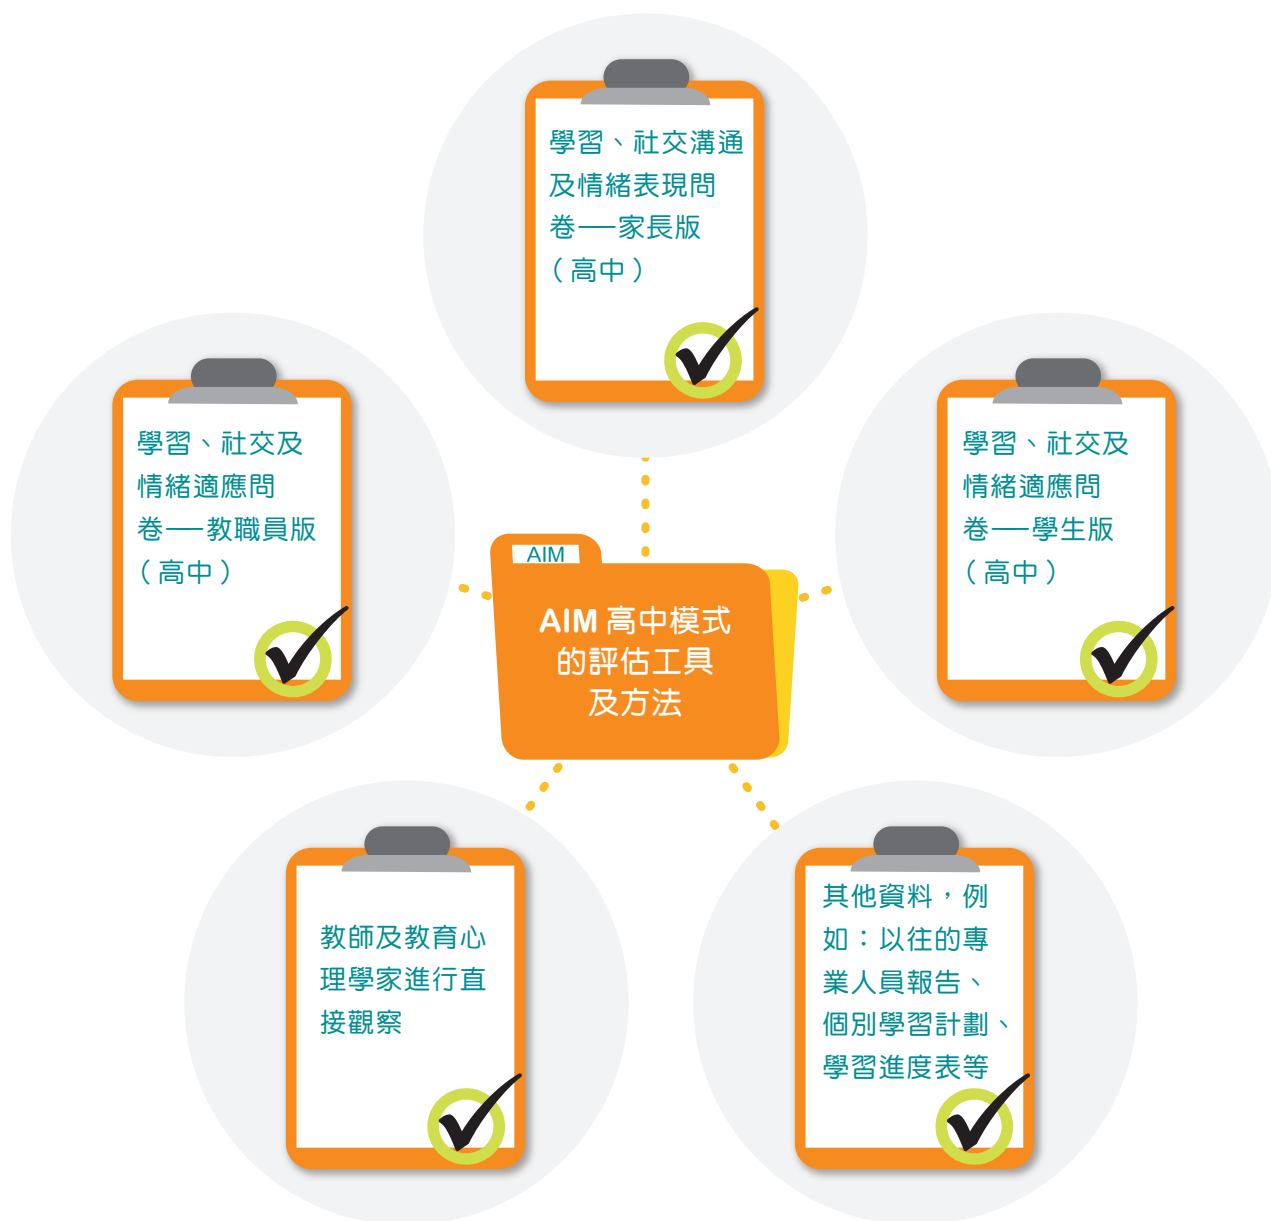 學習、社交溝通
及情緒表現問
卷──家長版
（高中）
學習、社交及
情緒適應問
卷──教職員版
（高中）
學習、社交及
情緒適應問
卷──學生版
（高中）
AIM
AIM 高中模式
的評估工具
及方法
教師及教育心
理學家進行直
接觀察
其他資料，例
如：以往的專
業人員報告、
個別學習計劃、
學習進度表等